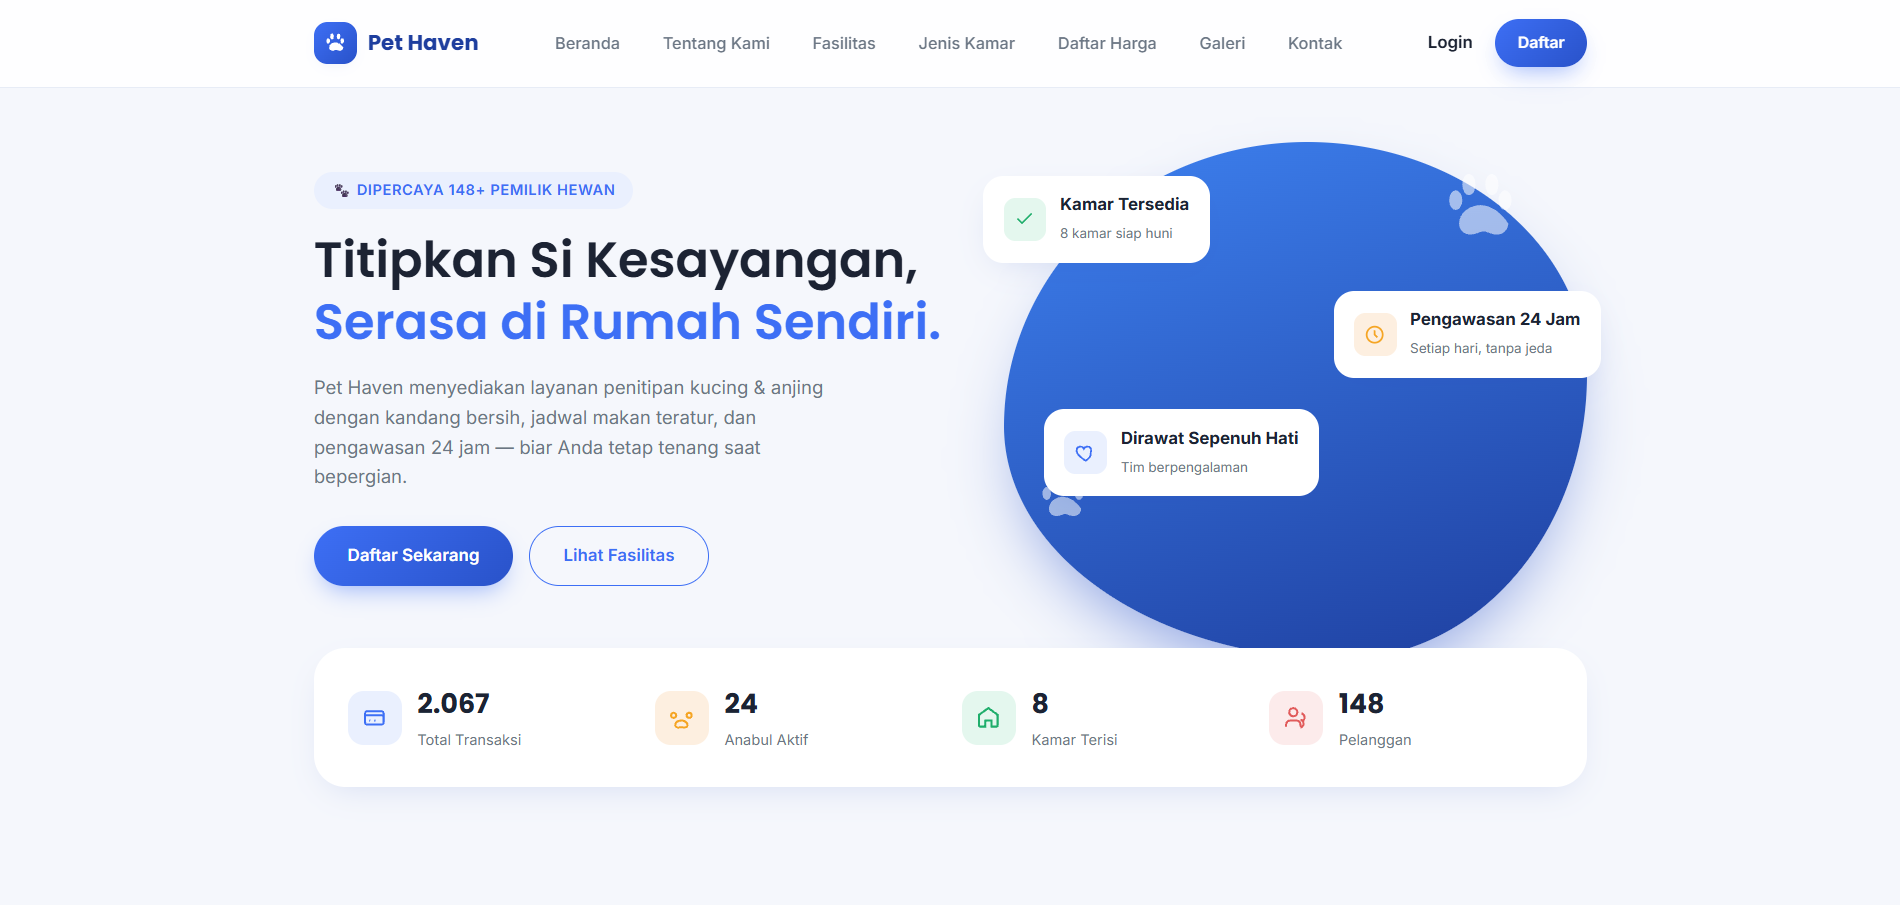 Pet Haven
Beranda
Tentang Kami
Fasilitas
Jenis Kamar
Daftar Harga
Galeri
Kontak
Login
Daftar
DIPERCAYA 148+ PEMILIK HEWAN
Titipkan Si Kesayangan,
Serasa di Rumah Sendiri.
Pet Haven menyediakan layanan penitipan kucing & anjing
dengan kandang bersih, jadwal makan teratur, dan
pengawasan 24 jam — biar Anda tetap tenang saat
bepergian.
Daftar Sekarang
Lihat Fasilitas
Kamar Tersedia
8 kamar siap huni
Pengawasan 24 Jam
Setiap hari, tanpa jeda
Dirawat Sepenuh Hati
Tim berpengalaman
2.067
Total Transaksi
24
Anabul Aktif
8
Kamar Terisi
148
Pelanggan